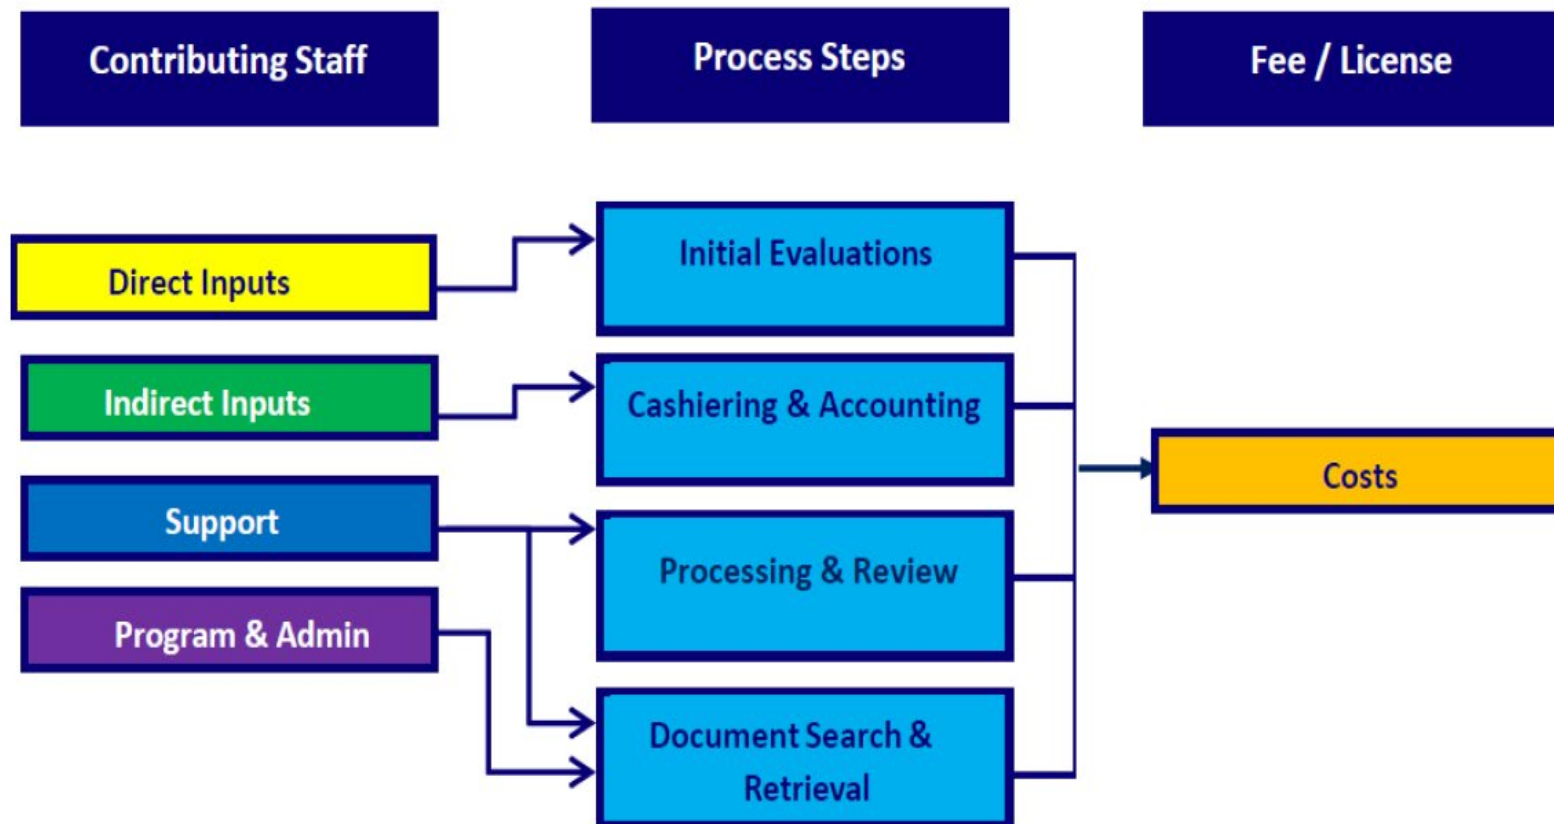 Contributing Staff
Process Steps
Fee / License
Direct Inputs
Indirect Inputs
Support
Program & Admin
Initial Evaluations
Cashiering & Accounting
Processing & Review
Document Search &
Retrieval
Costs